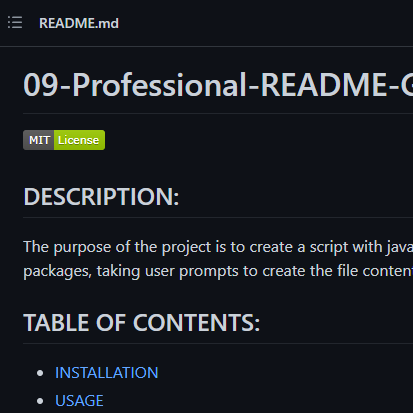 README.md
09-Professional-README-G
MIT License
DESCRIPTION:
The purpose of the project is to create a script with java
packages, taking user prompts to create the file conten
TABLE OF CONTENTS:
INSTALLATION
USAGE